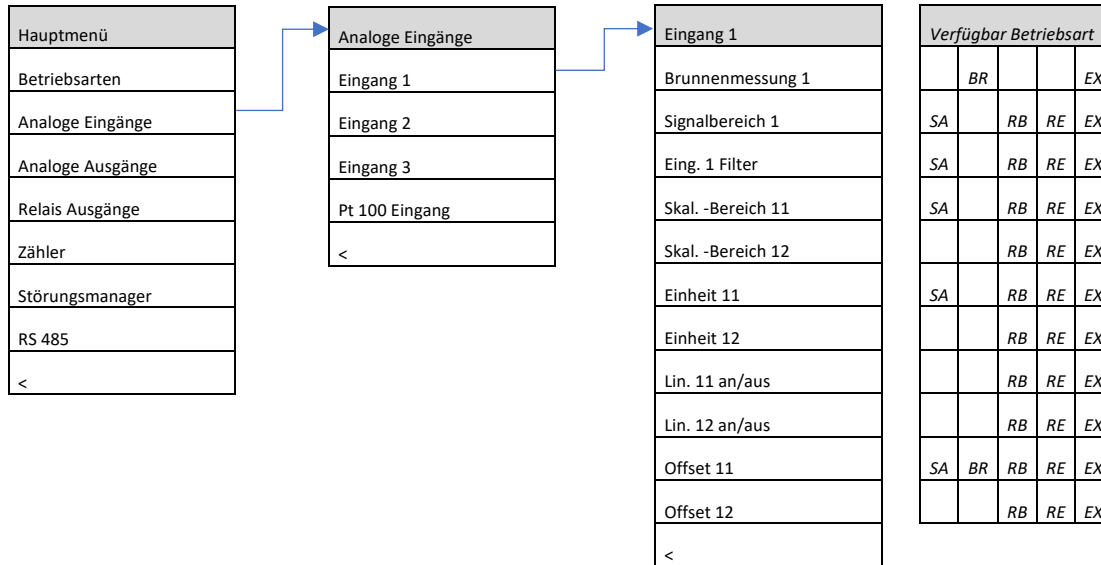 Hauptmenü
Betriebsarten
Analoge Eingänge
Analoge Ausgänge
Relais Ausgänge
Zähler
Störungsmanager
RS 485
<
Analoge Eingänge
Eingang 1
Eingang 2
Eingang 3
Pt 100 Eingang
<
Eingang 1
Brunnenmessung 1
Signalbereich 1
Eing. 1 Filter
Skal. -Bereich 11
Skal. -Bereich 12
Einheit 11
Einheit 12
Lin. 11 an/aus
Lin. 12 an/aus
Offset 11
Offset 12
<
Verfügbar Betriebsart
BR EX
SA RB RE EX
SA RB RE EX
SA RB RE EX
RB RE EX
SA RB RE EX
RB RE EX
RB RE EX
RB RE EX
SA BR RB RE EX
RB RE EX